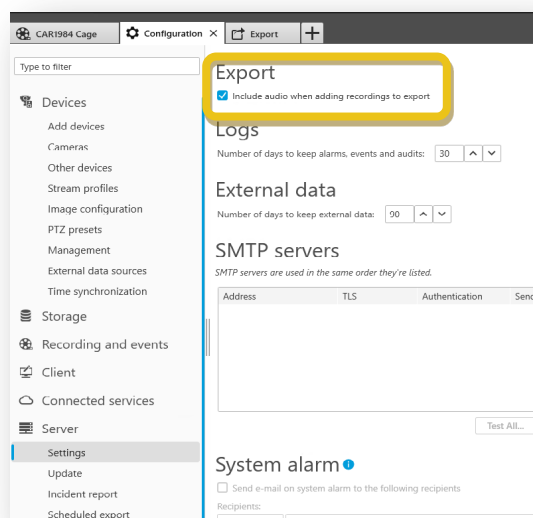 CAR1984 Cage
Configuration
Export
Type to filter
Devices
Add devices
Cameras
Other devices
Stream profiles
Image configuration
PTZ presets
Management
External data sources
Time synchronization
Storage
Recording and events
Client
Connected services
Server
Settings
Update
Incident report
Scheduled export
Export
Include audio when adding recordings to export
Logs
Number of days to keep alarms, events and audits: 30
External data
Number of days to keep external data: 90
SMTP servers
SMTP servers are used in the same order they're listed.
Address TLS Authentication Send
Test All...
System alarm
Send e-mail on system alarm to the following recipients
Recipients: